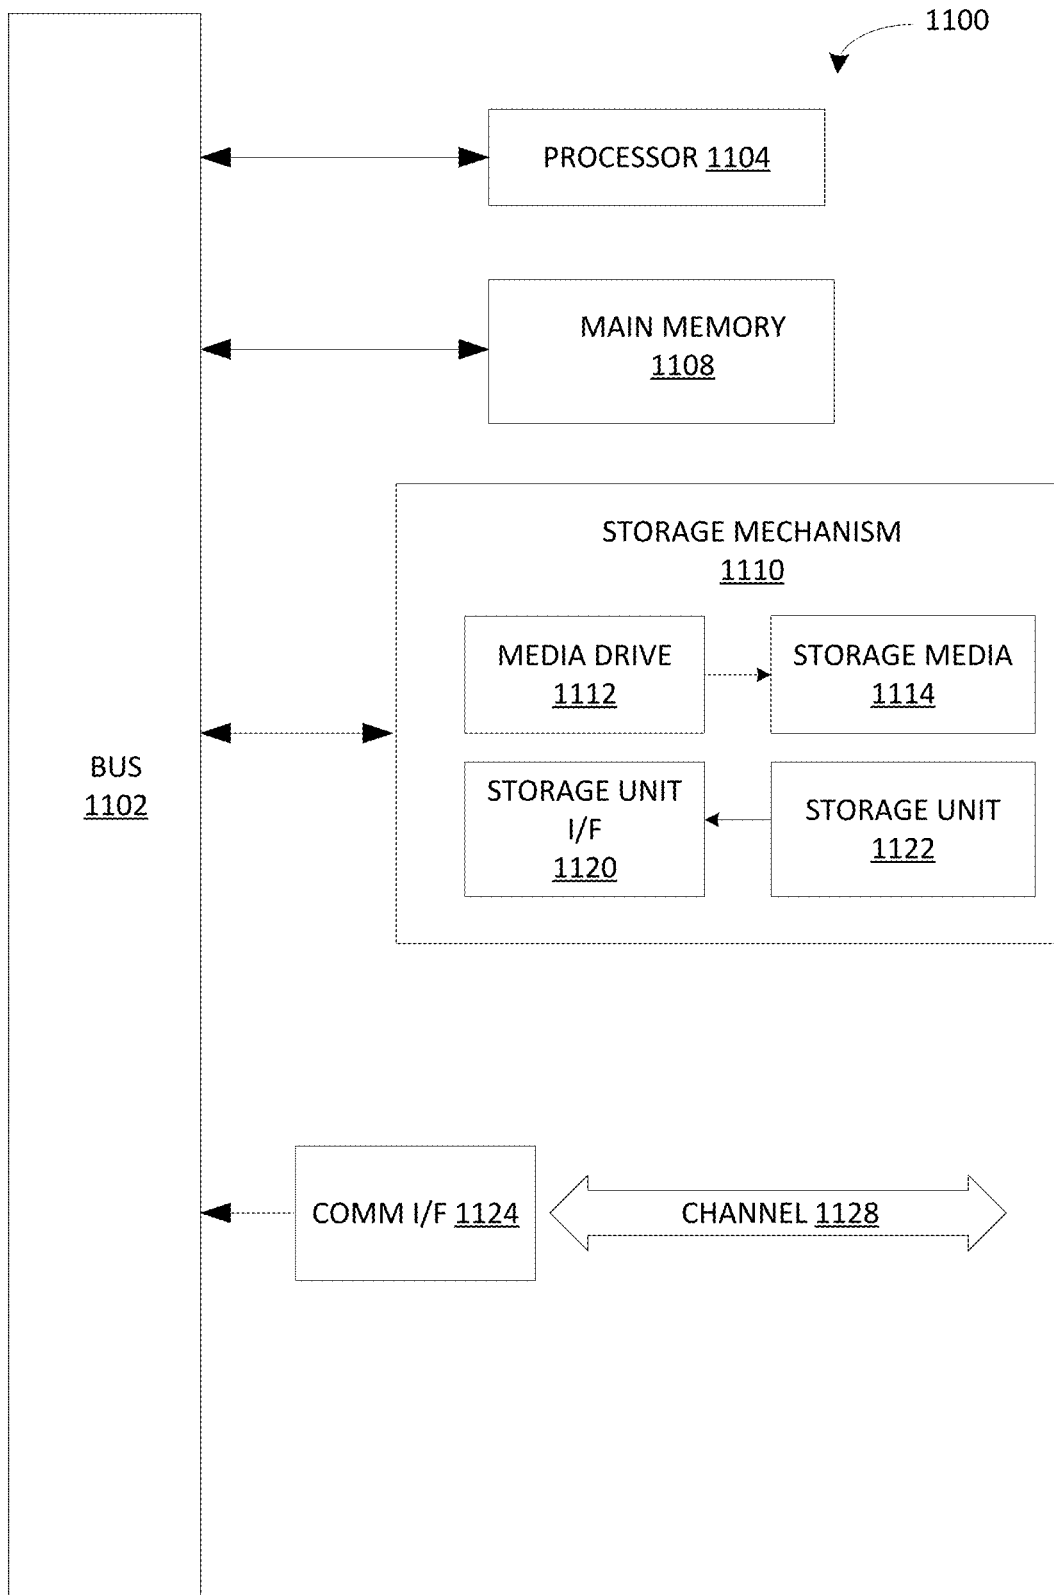 1100
PROCESSOR 1104
MAIN MEMORY
1108
STORAGE MECHANISM
1110
MEDIA DRIVE
1112
STORAGE MEDIA
1114
BUS
1102
STORAGE UNIT
I/F
1120
STORAGE UNIT
1122
COMM I/F 1124
CHANNEL 1128